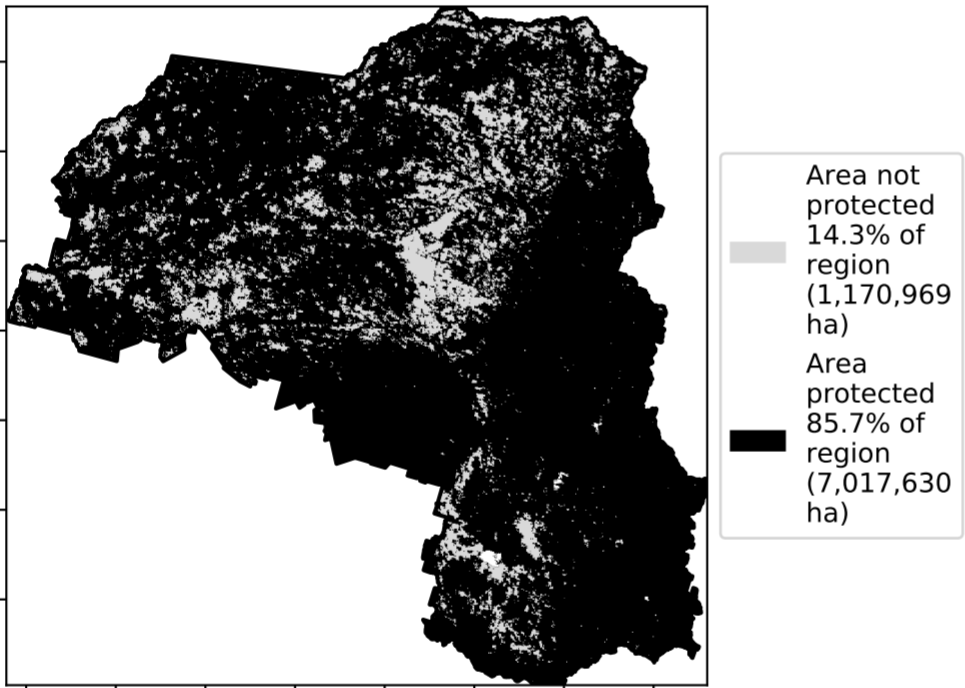 Area not
protected
14.3% of
region
(1,170,969
ha)
Area
protected
85.7% of
region
(7,017,630
ha)